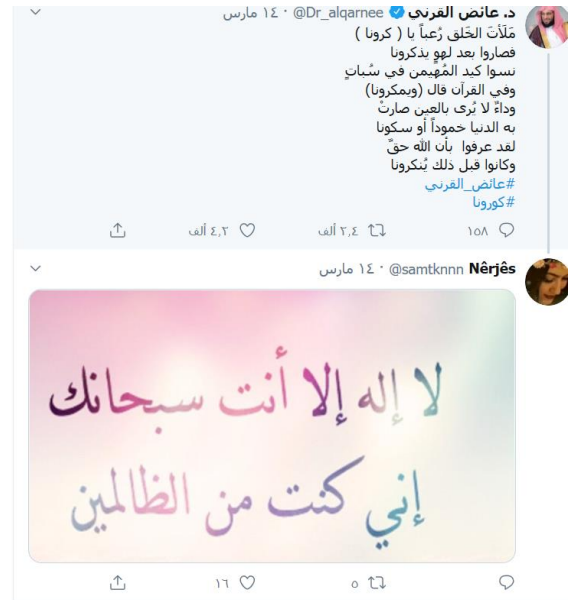 د. عائض القرني @Dr_alqarnee · ١٤ مارس
مَلَأتَ الخَلق رُعباً يا ( كرونا )
فصاروا بعد لهوٍ يذكرونا
نسوا كيد المُهيمن في سُباتٍ
وفي القرآن قال (ويمكرونا)
وداءٌ لا يُرى بالعين صارتْ
به الدنيا خموداً أو سكونا
لقد عرفوا بأن الله حقٌ
وكانوا قبل ذلك يُنكرونا
#عائض_القرني
#كورونا
١٥٨ ٢,٤ ألف ٤,٢ ألف
Nêrjês @samtknnn · ١٤ مارس
لا إله إلا أنت سبحانك
إني كنت من الظالمين
٥ ١٦